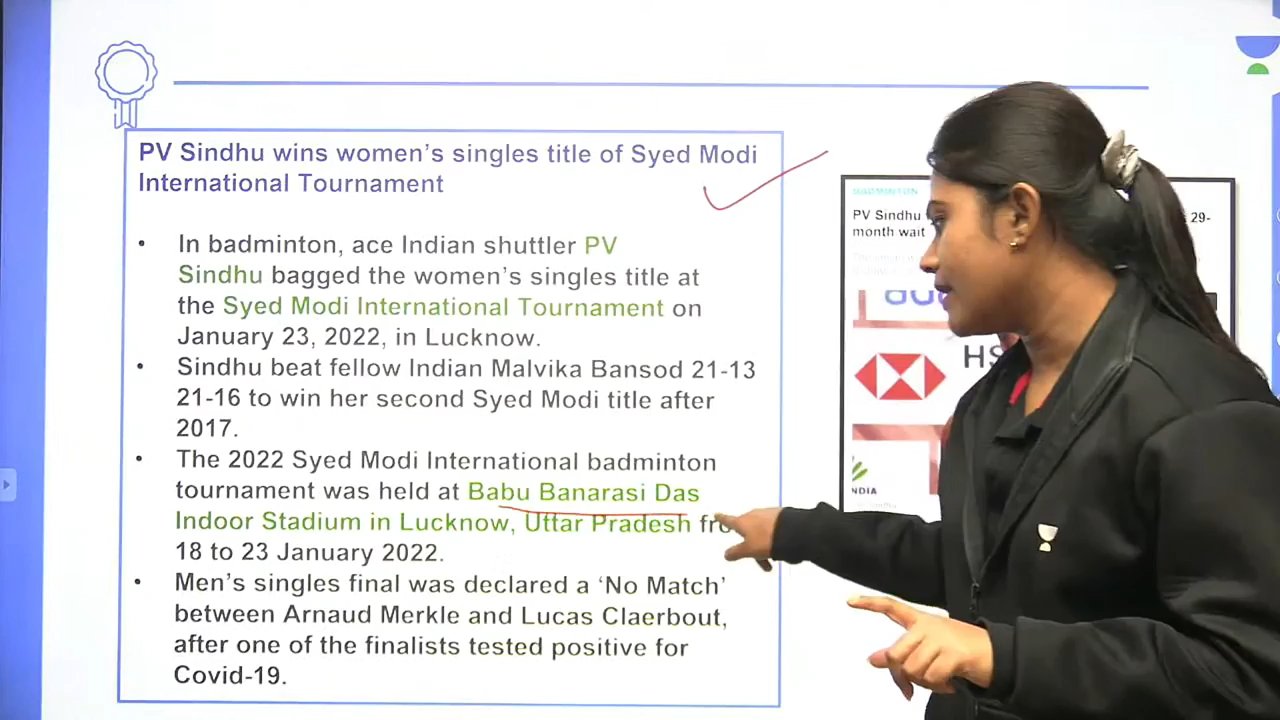 PV Sindhu wins women's singles title of Syed Modi
International Tournament
• In badminton, ace Indian shuttler PV
Sindhu bagged the women's singles title at
the Syed Modi International Tournament on
January 23, 2022, in Lucknow.
• Sindhu beat fellow Indian Malvika Bansod 21-13
21-16 to win her second Syed Modi title after
2017.
• The 2022 Syed Modi International badminton
tournament was held at Babu Banarasi Das
Indoor Stadium in Lucknow, Uttar Pradesh
18 to 23 January 2022.
• Men's singles final was declared a 'No Match'
between Arnaud Merkle and Lucas Claerbout,
after one of the finalists tested positive for
Covid-19.
BADMINTON
PV Sindhu 29-
month wait
HS